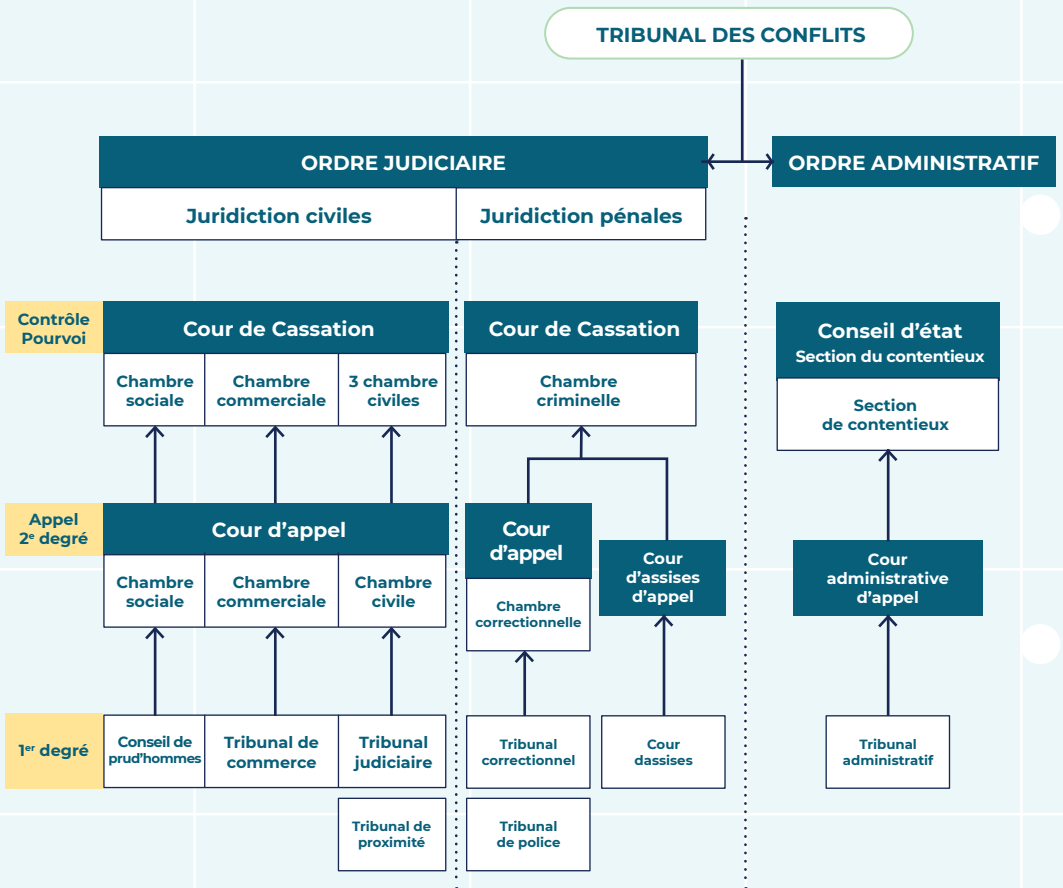 TRIBUNAL DES CONFLITS
ORDRE JUDICIAIRE
ORDRE ADMINISTRATIF
Juridiction civiles
Juridiction pénales
Contrôle
Pourvoi
Cour de Cassation
Chambre
sociale
Chambre
commerciale
3 chambre
civiles
Cour de Cassation
Chambre
criminelle
Conseil d'état
Section du contentieux
Section
de contentieux
Appel
2e degré
Cour d'appel
Chambre
sociale
Chambre
commerciale
Chambre
civile
Cour
d'appel
Chambre
correctionnelle
Cour
d'assises
d'appel
Cour
administrative
d'appel
1er degré
Conseil de
prud'hommes
Tribunal de
commerce
Tribunal
judiciaire
Tribunal
correctionnel
Cour
dassises
Tribunal
administratif
Tribunal de
proximité
Tribunal
de police